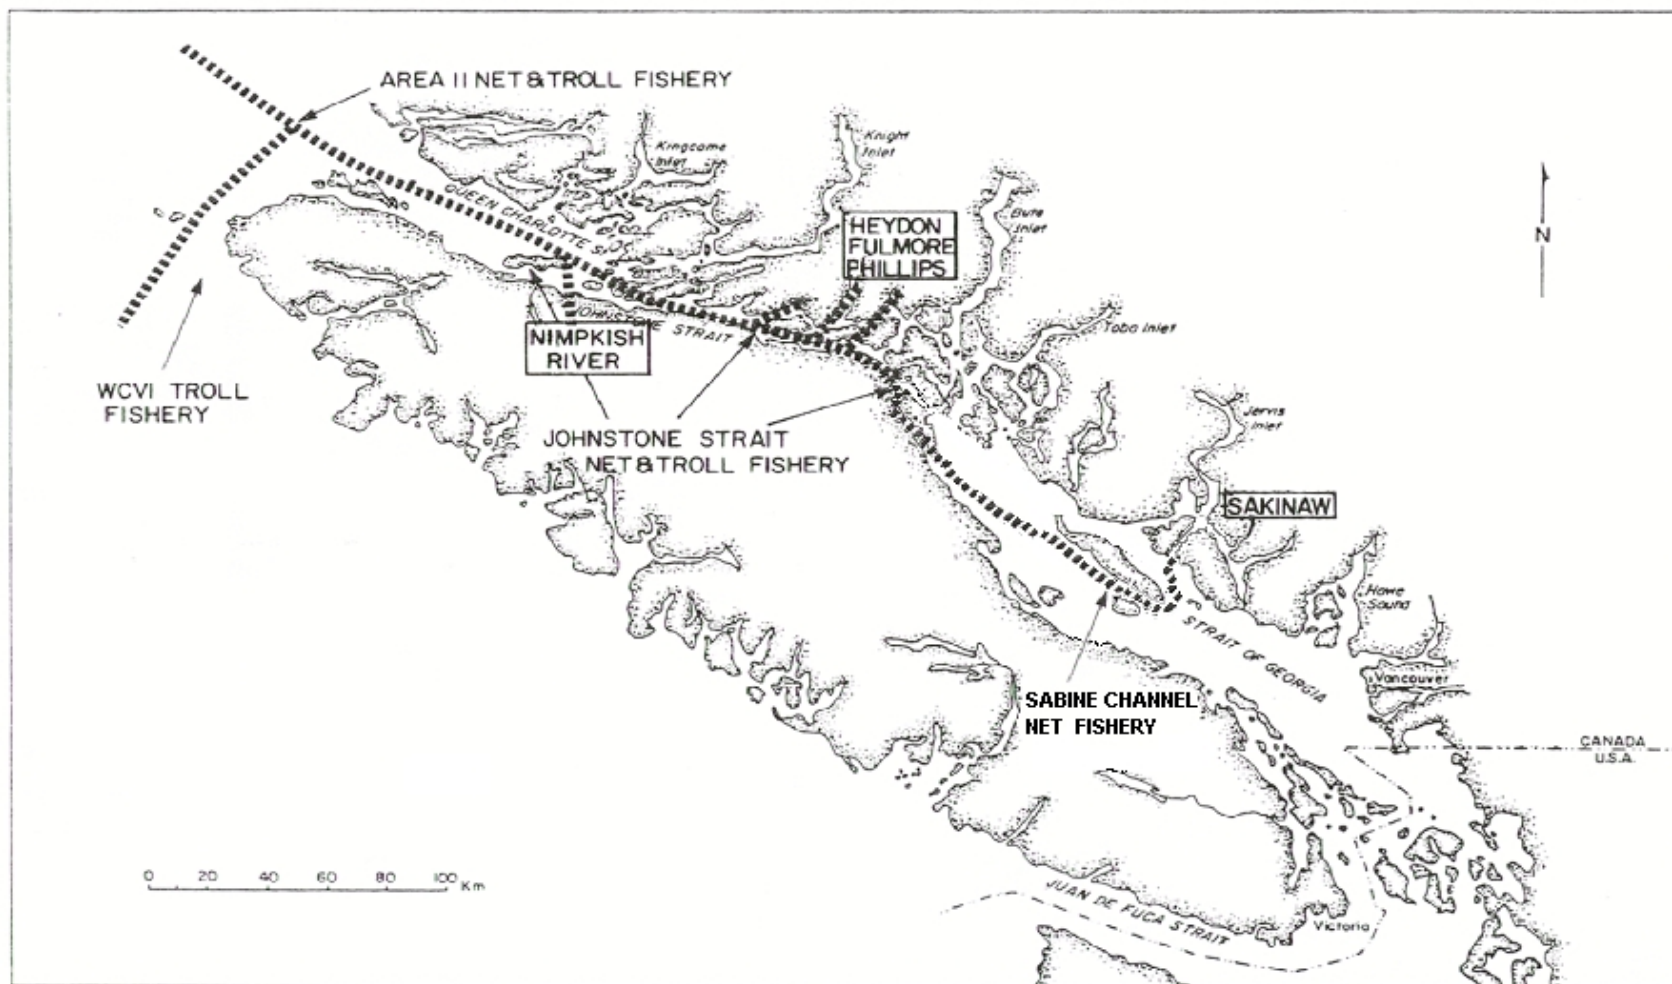 AREA 11 NET & TROLL FISHERY
Kingcome
Inlet
Knight
Inlet
Bute
Inlet
QUEEN CHARLOTTE
HEYDON
FULMORE
PHILLIPS
N
JOHNSTONE STRAIT
NIMPKISH
RIVER
Toba Inlet
WCVI TROLL
FISHERY
JOHNSTONE STRAIT
NET & TROLL FISHERY
Jervis
Inlet
SAKINAW
Howe
Sound
STRAIT OF GEORGIA
Vancouver
SABINE CHANNEL
NET FISHERY
CANADA
U.S.A.
0 20 40 60 80 100 Km
JUAN DE FUCA STRAIT
Victoria